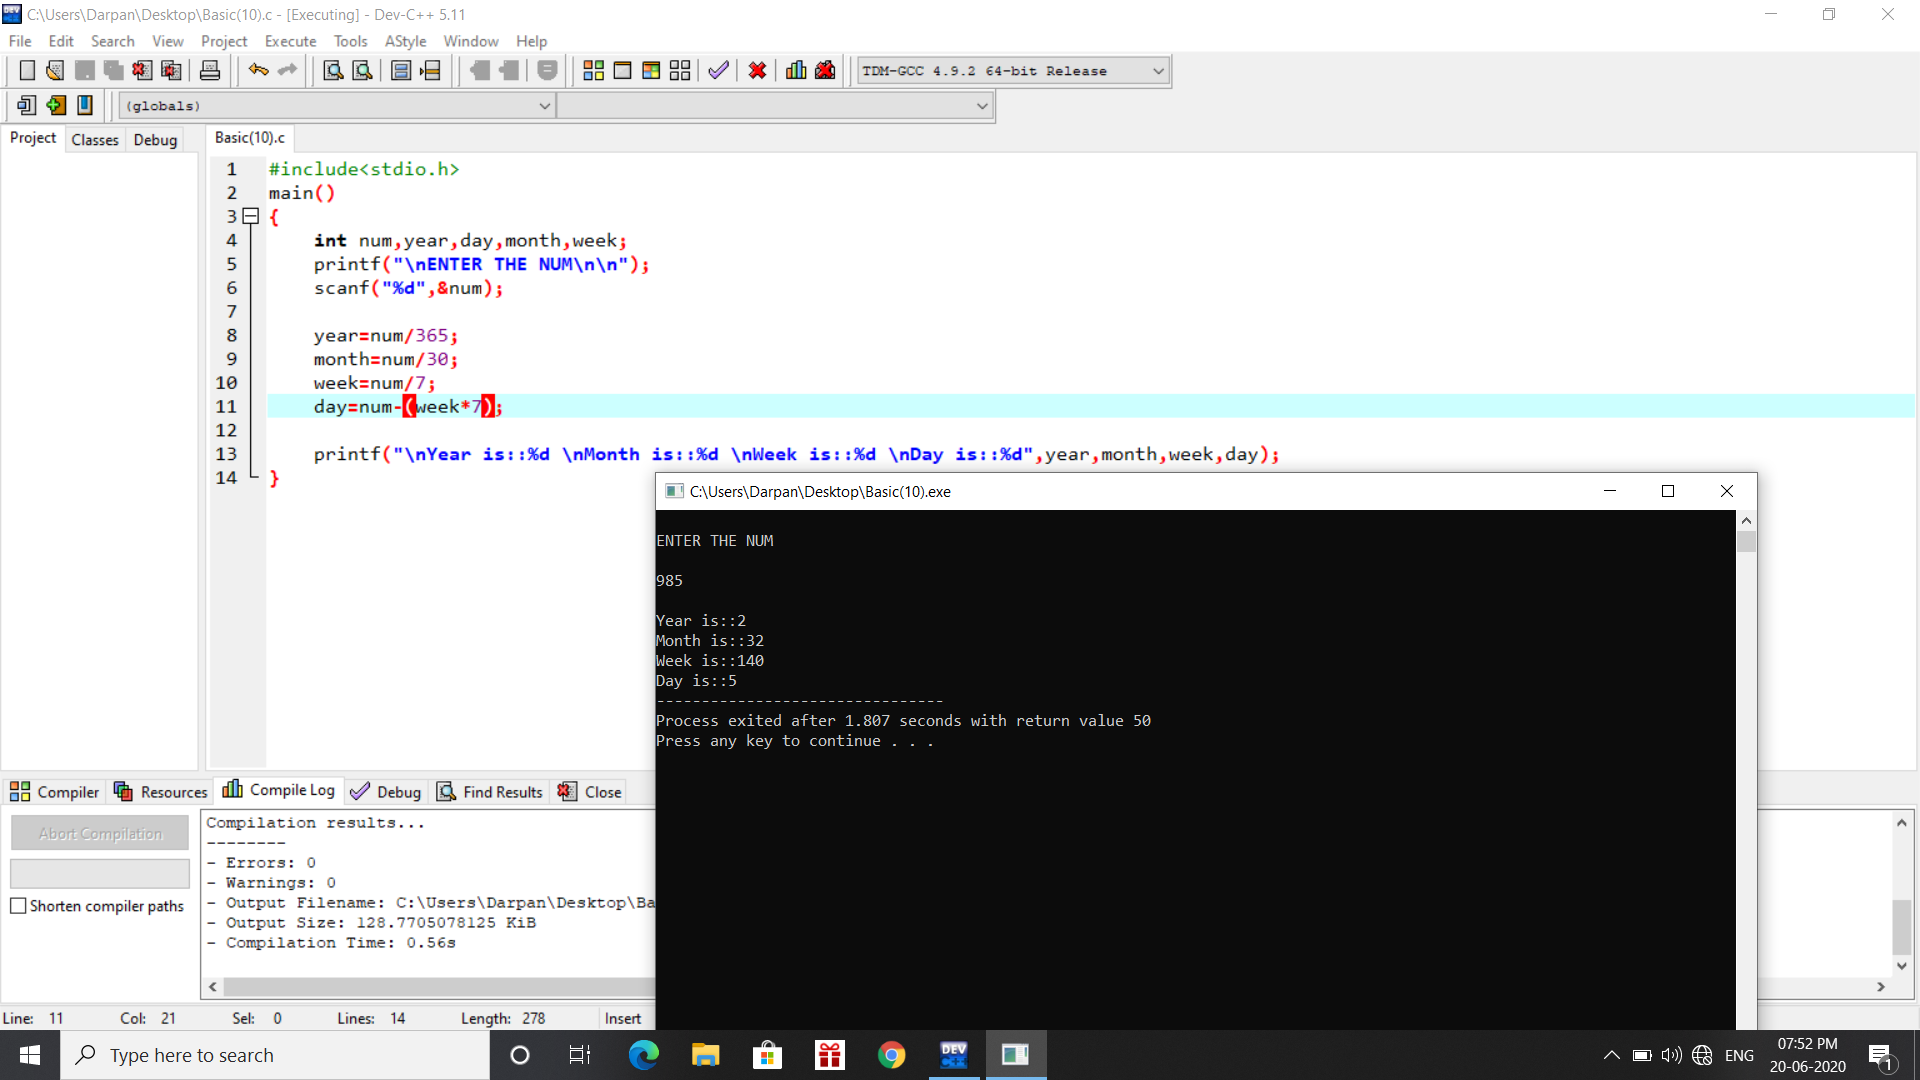 C:\Users\Darpan\Desktop\Basic(10).c - [Executing] - Dev-C++ 5.11
File Edit Search View Project Execute Tools AStyle Window Help
TDM-GCC 4.9.2 64-bit Release
(globals)
Project Classes Debug
Basic(10).c
1 #include<stdio.h>
2 main()
3 {
4 int num,year,day,month,week;
5 printf("\nENTER THE NUM\n\n");
6 scanf("%d",&num);
7
8 year=num/365;
9 month=num/30;
10 week=num/7;
11 day=num-(week*7);
12
13 printf("\nYear is::%d \nMonth is::%d \nWeek is::%d \nDay is::%d",year,month,week,day);
14 }
C:\Users\Darpan\Desktop\Basic(10).exe
ENTER THE NUM
985
Year is::2
Month is::32
Week is::140
Day is::5
--------------------------------
Process exited after 1.807 seconds with return value 50
Press any key to continue . . .
Compiler Resources Compile Log Debug Find Results Close
Abort Compilation
Shorten compiler paths
Compilation results...
--------
- Errors: 0
- Warnings: 0
- Output Filename: C:\Users\Darpan\Desktop\Ba
- Output Size: 128.7705078125 KiB
- Compilation Time: 0.56s
Line: 11 Col: 21 Sel: 0 Lines: 14 Length: 278 Insert
Type here to search
DEV C++
ENG
07:52 PM
20-06-2020
1